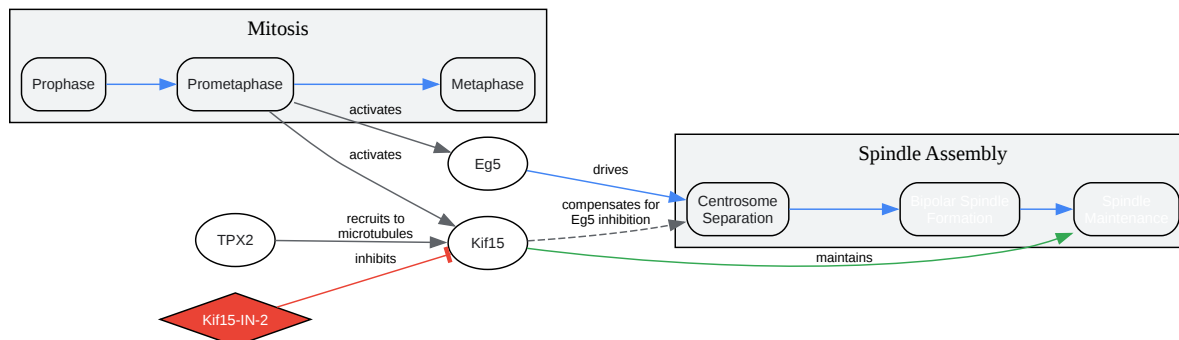 Mitosis
Prophase
Prometaphase
Metaphase
activates
activates
Eg5
drives
Spindle Assembly
Centrosome
Separation
Bipolar Spindle
Formation
Spindle
Maintenance
compensates for
Eg5 inhibition
TPX2
recruits to
microtubules
Kif15
inhibits
maintains
Kif15-IN-2